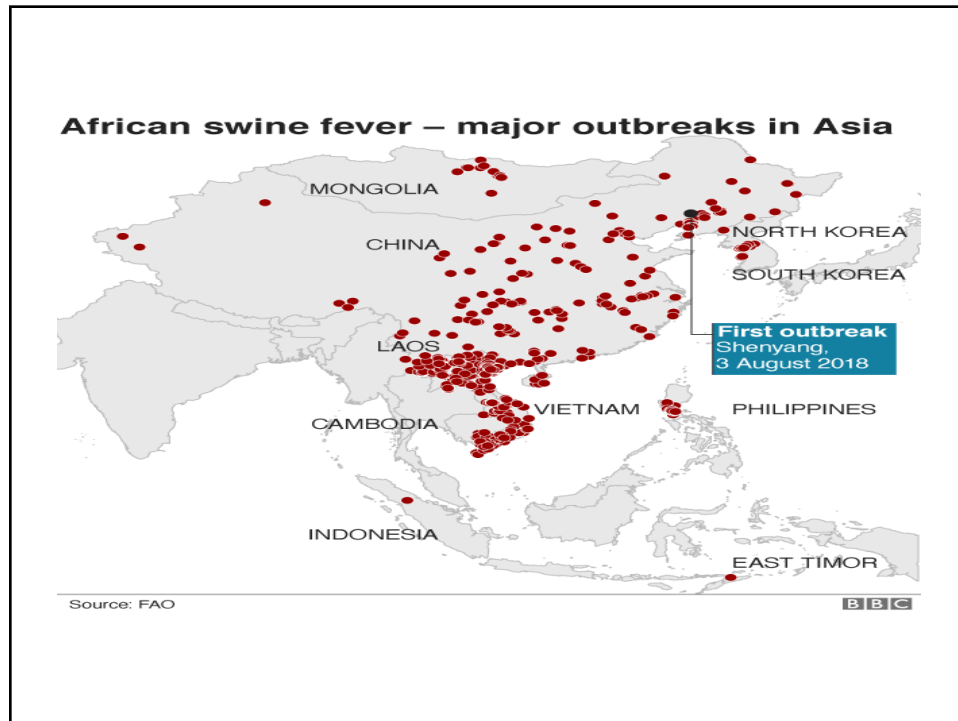 African swine fever – major outbreaks in Asia
MONGOLIA
NORTH KOREA
CHINA
SOUTH KOREA
First outbreak
Shenyang,
3 August 2018
LAOS
VIETNAM
PHILIPPINES
CAMBODIA
INDONESIA
EAST TIMOR
Source: FAO
BBC